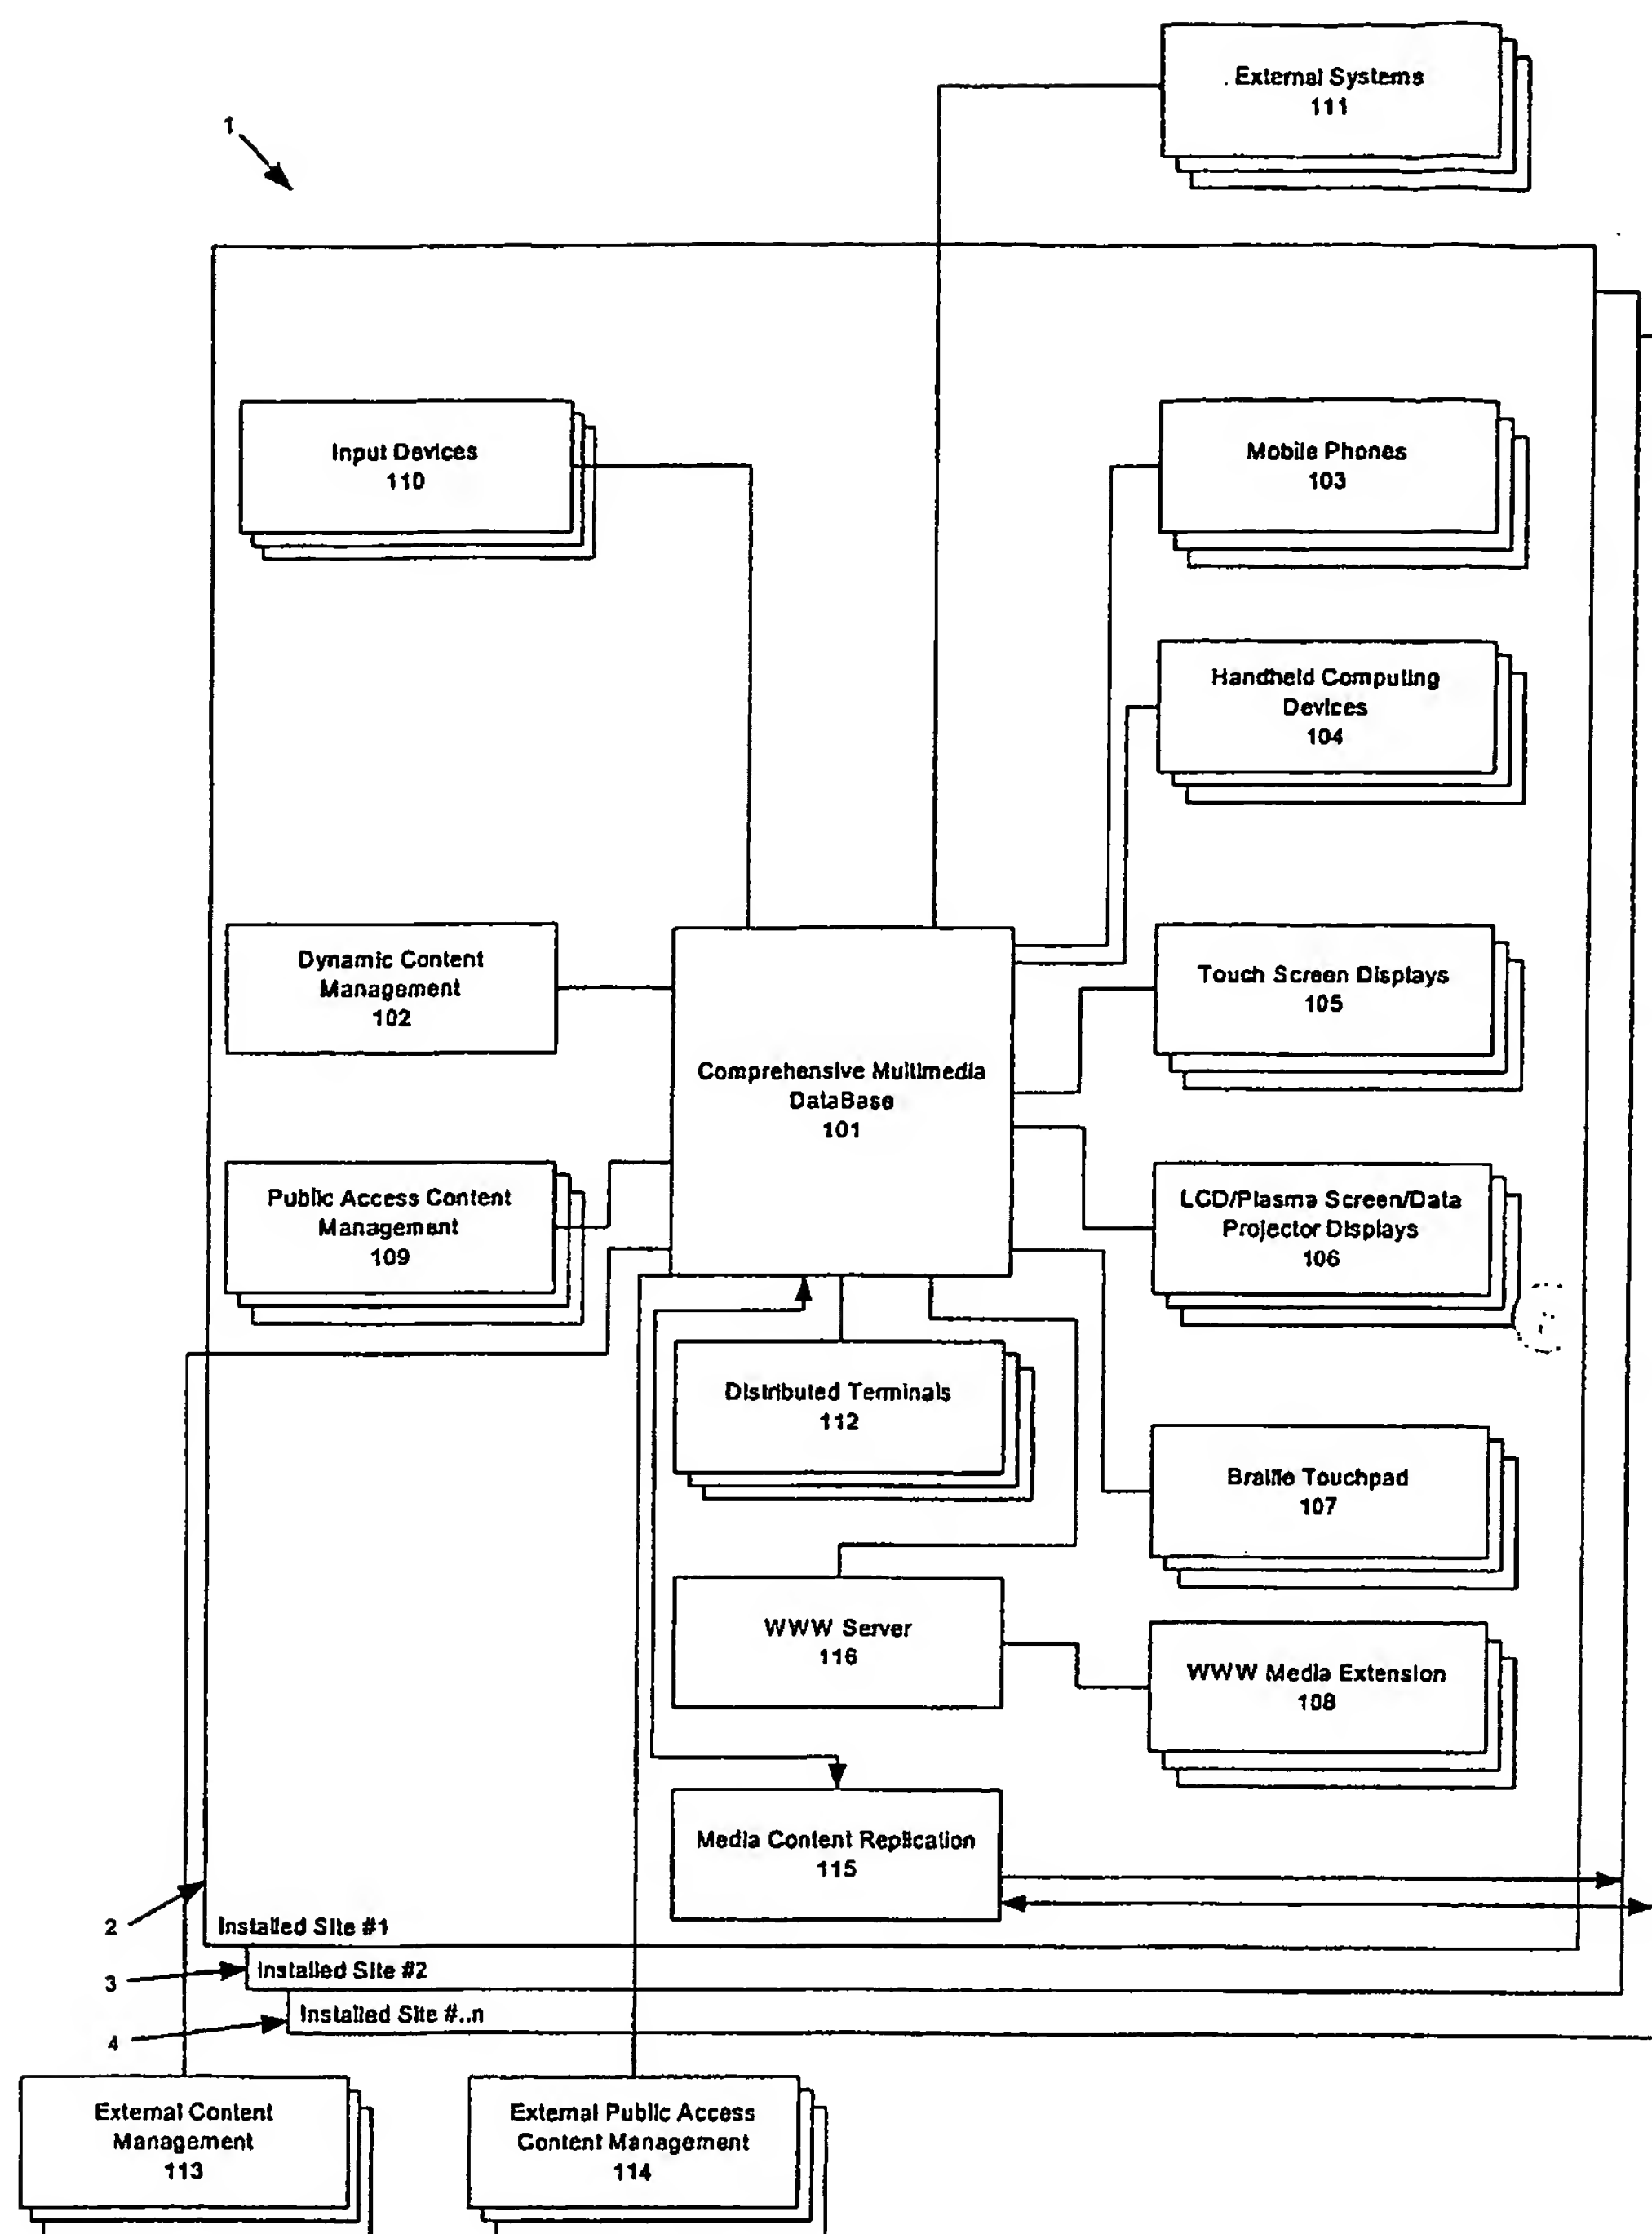 External Systems
111
1
Input Devices
110
Mobile Phones
103
Handheld Computing
Devices
104
Dynamic Content
Management
102
Comprehensive Multimedia
DataBase
101
Touch Screen Displays
105
Public Access Content
Management
109
LCD/Plasma Screen/Data
Projector Displays
106
Distributed Terminals
112
Braille Touchpad
107
WWW Server
116
WWW Media Extension
108
Media Content Replication
115
2
Installed Site #1
3
Installed Site #2
4
Installed Site #..n
External Content
Management
113
External Public Access
Content Management
114